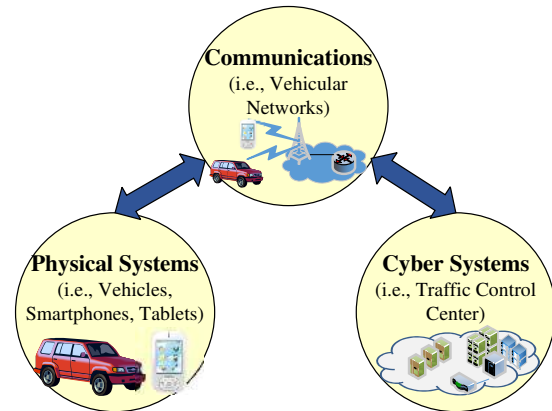 Communications
(i.e., Vehicular
Networks)
Physical Systems
(i.e., Vehicles,
Smartphones, Tablets)
Cyber Systems
(i.e., Traffic Control
Center)